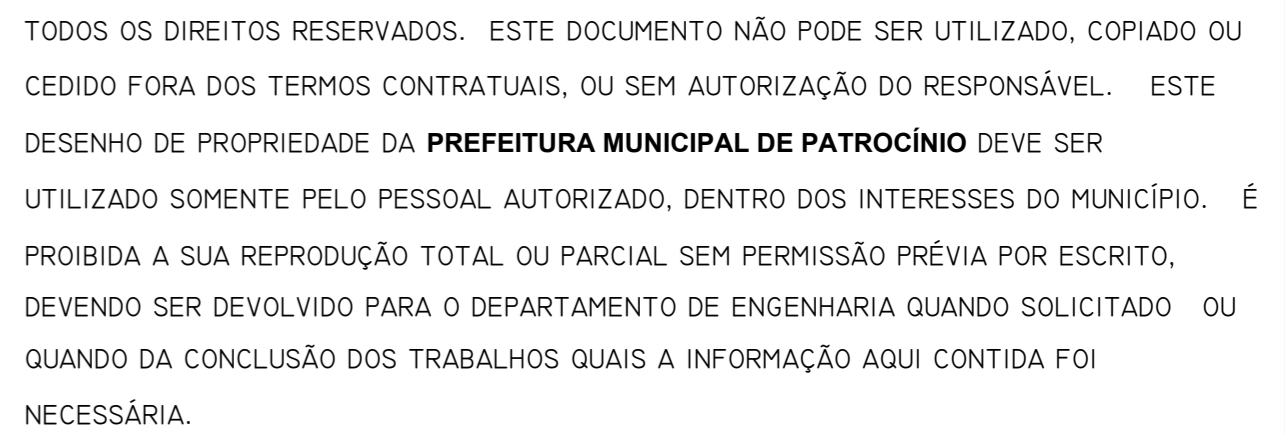 TODOS OS DIREITOS RESERVADOS. ESTE DOCUMENTO NÃO PODE SER UTILIZADO, COPIADO OU
CEDIDO FORA DOS TERMOS CONTRATUAIS, OU SEM AUTORIZAÇÃO DO RESPONSÁVEL. ESTE
DESENHO DE PROPRIEDADE DA PREFEITURA MUNICIPAL DE PATROCÍNIO DEVE SER
UTILIZADO SOMENTE PELO PESSOAL AUTORIZADO, DENTRO DOS INTERESSES DO MUNICÍPIO. É
PROIBIDA A SUA REPRODUÇÃO TOTAL OU PARCIAL SEM PERMISSÃO PRÉVIA POR ESCRITO,
DEVENDO SER DEVOLVIDO PARA O DEPARTAMENTO DE ENGENHARIA QUANDO SOLICITADO OU
QUANDO DA CONCLUSÃO DOS TRABALHOS QUAIS A INFORMAÇÃO AQUI CONTIDA FOI
NECESSÁRIA.